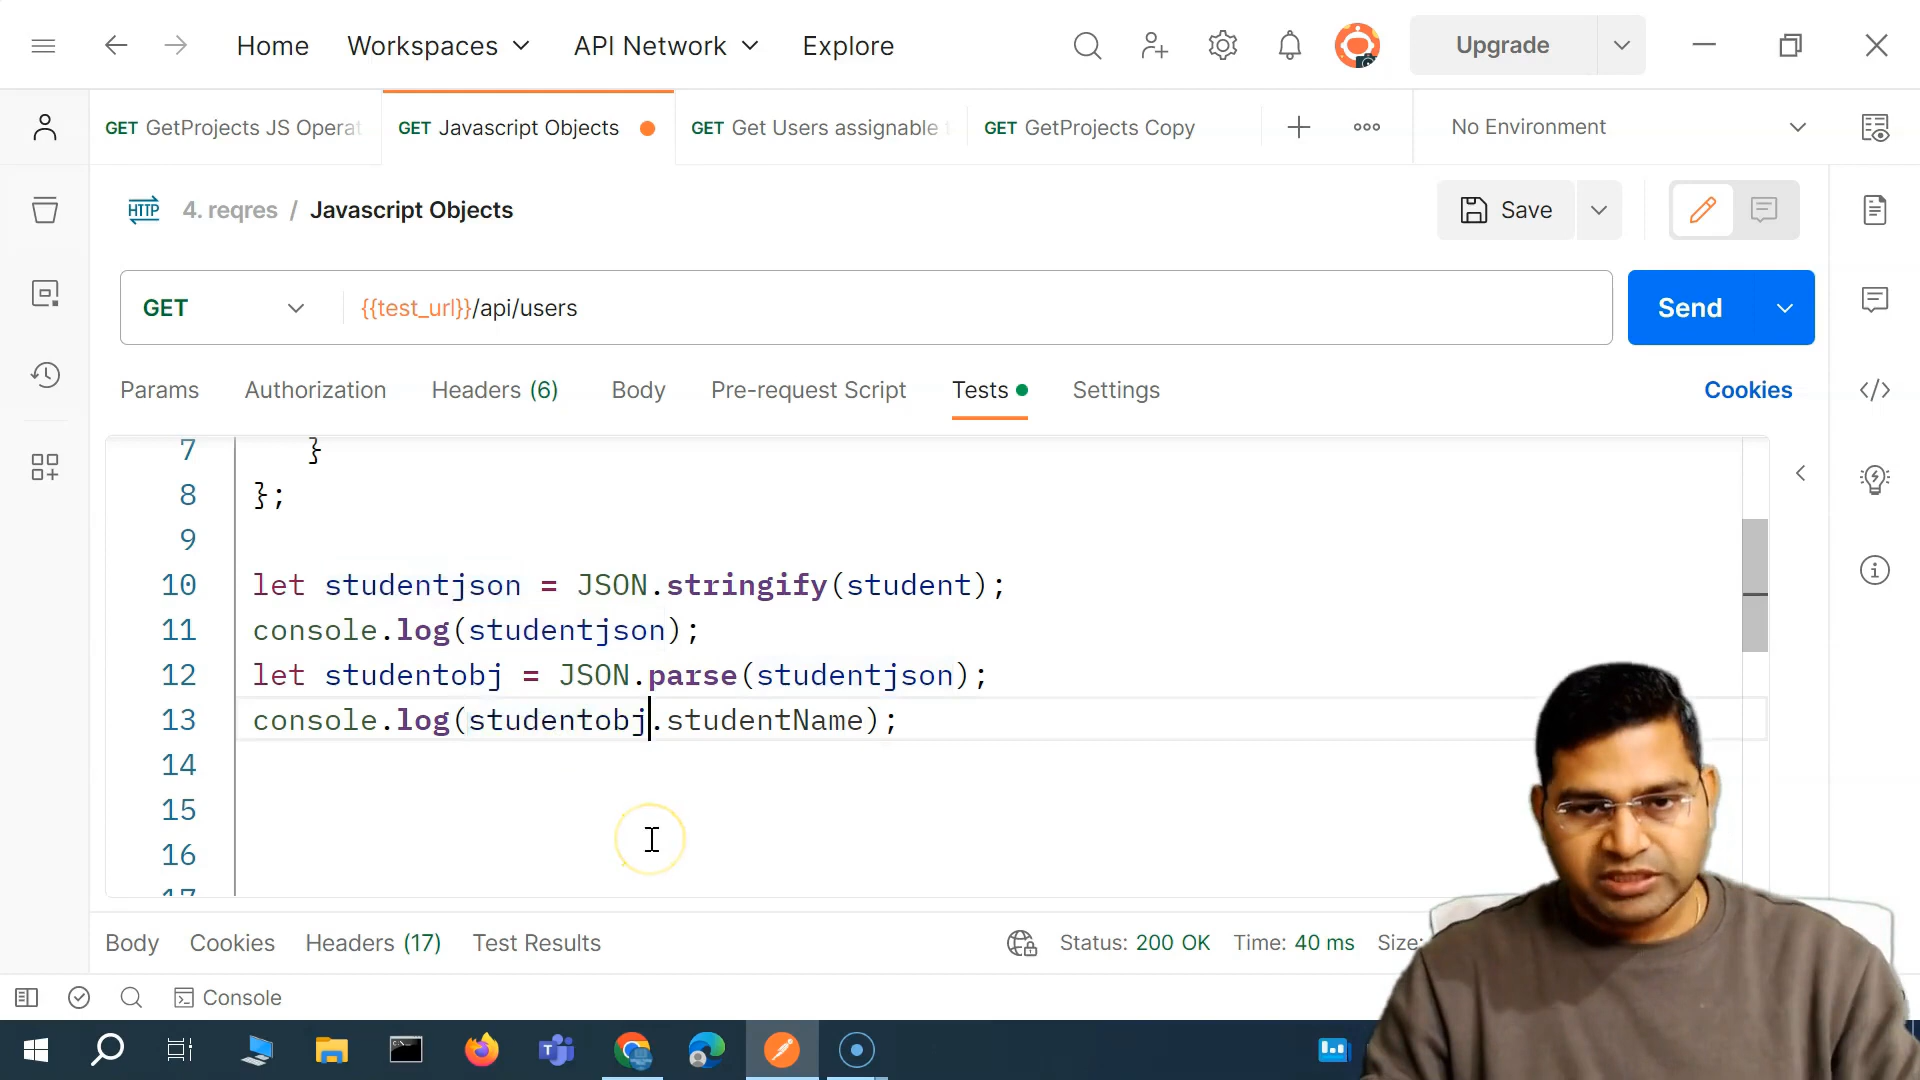 Home Workspaces API Network Explore Upgrade
GET GetProjects JS Operat GET Javascript Objects GET Get Users assignable GET GetProjects Copy No Environment
HTTP 4. reqres / Javascript Objects Save
GET {{test_url}}/api/users Send
Params Authorization Headers (6) Body Pre-request Script Tests Settings Cookies
7 }
8 };
9
10 let studentjson = JSON.stringify(student);
11 console.log(studentjson);
12 let studentobj = JSON.parse(studentjson);
13 console.log(studentobj.studentName);
14
15
16
17
Body Cookies Headers (17) Test Results Status: 200 OK Time: 40 ms Size:
Console